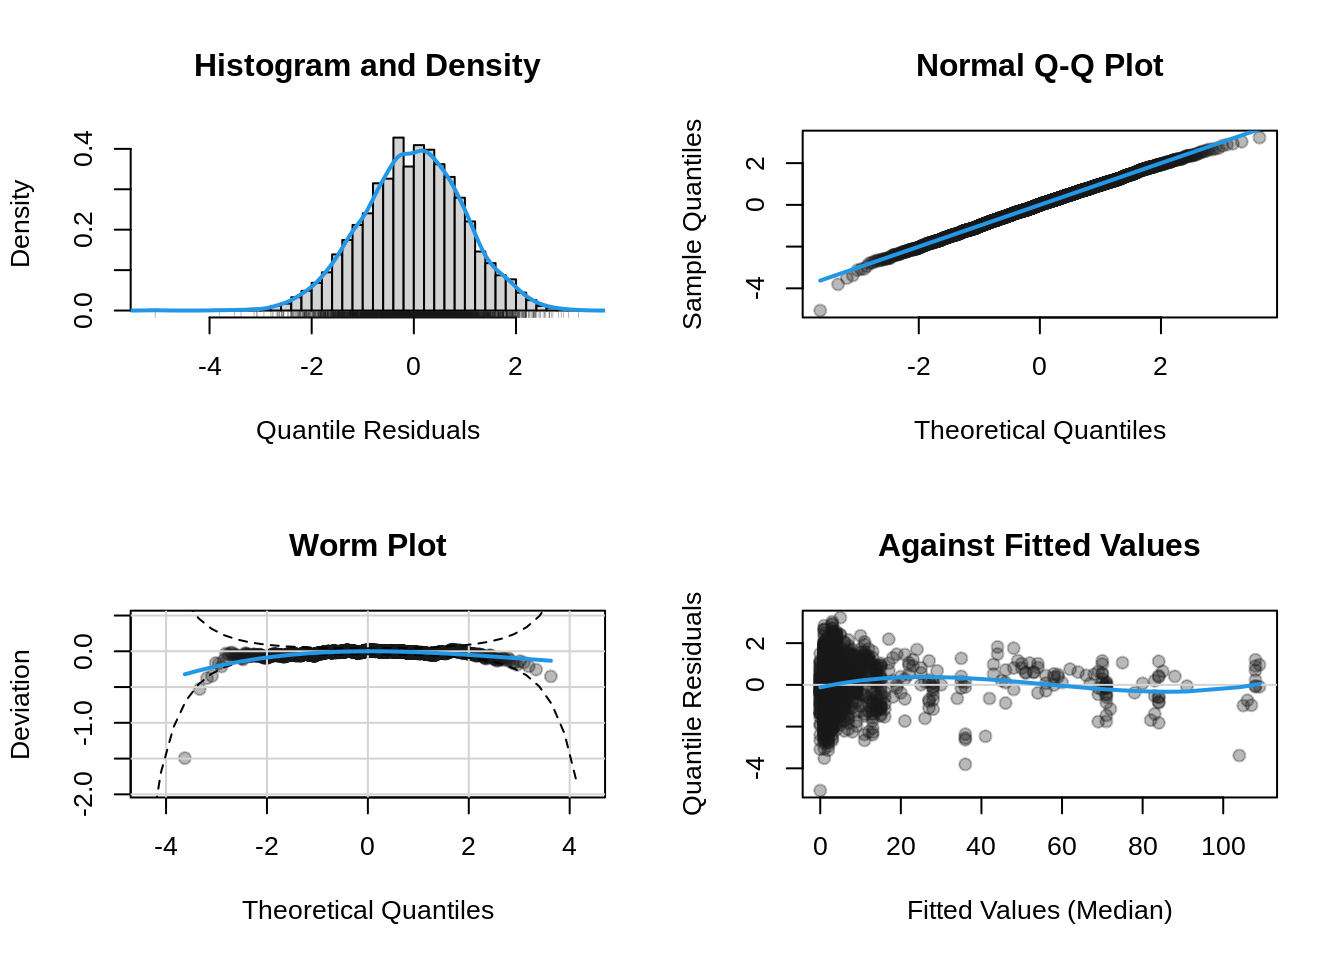 Histogram and Density
Density
0.0 0.2 0.4
-4 -2 0 2
Quantile Residuals
Normal Q-Q Plot
Sample Quantiles
-4 0 2
-2 0 2
Theoretical Quantiles
Worm Plot
Deviation
-2.0 -1.0 0.0
-4 -2 0 2 4
Theoretical Quantiles
Against Fitted Values
Quantile Residuals
-4 0 2
0 20 40 60 80 100
Fitted Values (Median)